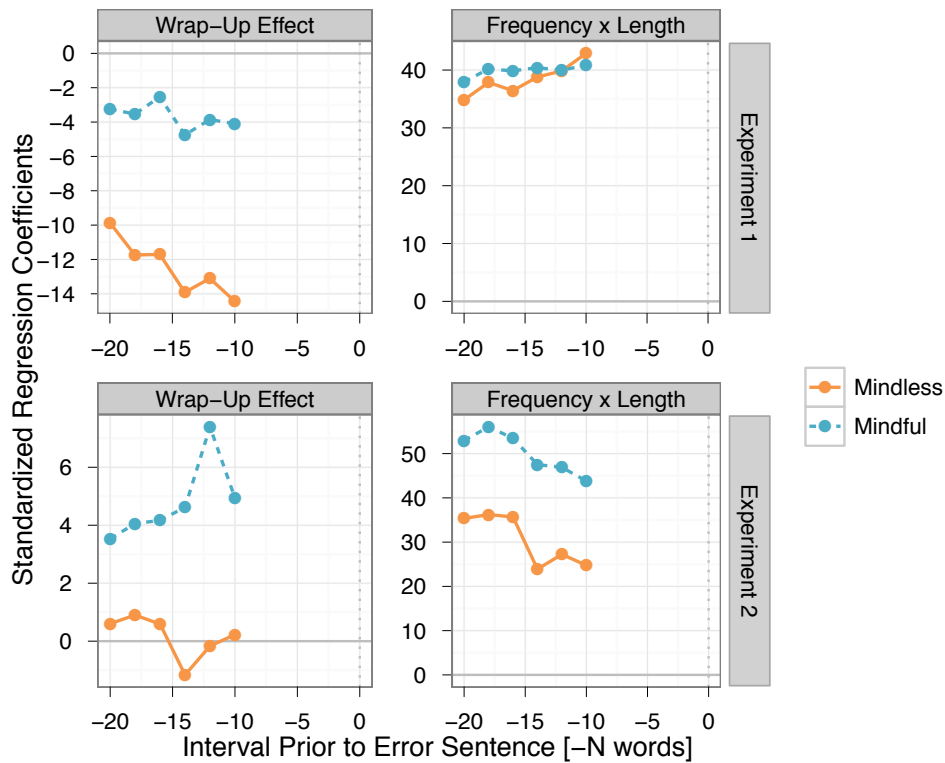 Wrap−Up Effect
Frequency x Length
0
−2
−4
−6
−8
−10
−12
−14
40
30
20
10
0
Experiment 1
−20 −15 −10 −5 0
−20 −15 −10 −5 0
Standardized Regression Coefficients
Wrap−Up Effect
Frequency x Length
Mindless
Mindful
6
4
2
0
50
40
30
20
10
0
Experiment 2
−20 −15 −10 −5 0
−20 −15 −10 −5 0
Interval Prior to Error Sentence [−N words]